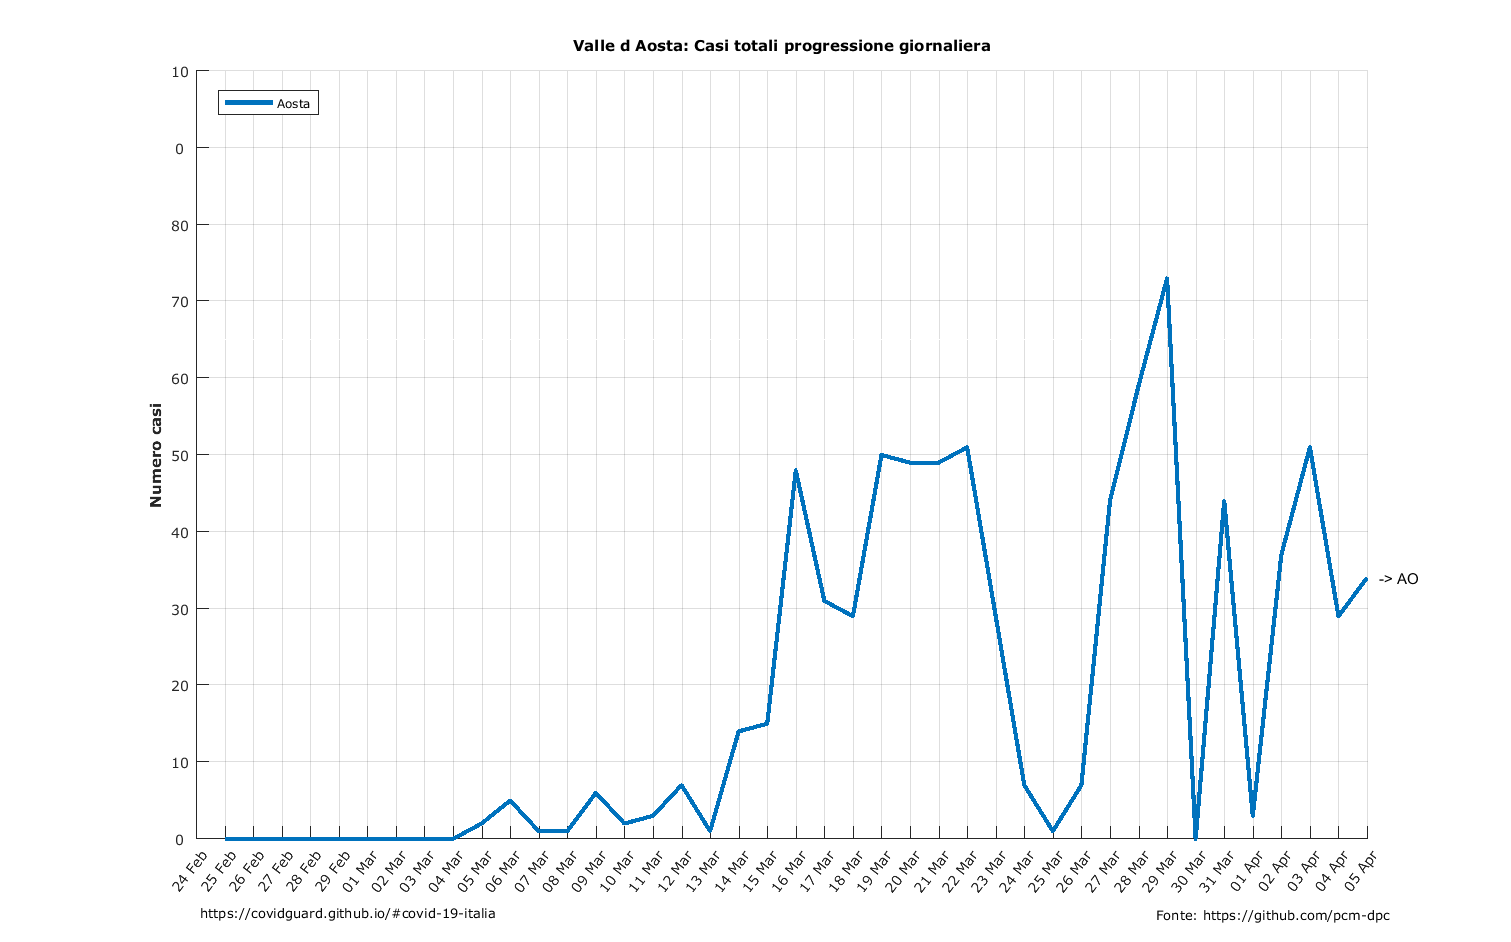 Valle d Aosta: Casi totali progressione giornaliera
Aosta
Numero casi
10
0
80
70
60
50
40
30
20
10
0
-> AO
24 Feb
25 Feb
26 Feb
27 Feb
28 Feb
29 Feb
01 Mar
02 Mar
03 Mar
04 Mar
05 Mar
06 Mar
07 Mar
08 Mar
09 Mar
10 Mar
11 Mar
12 Mar
13 Mar
14 Mar
15 Mar
16 Mar
17 Mar
18 Mar
19 Mar
20 Mar
21 Mar
22 Mar
23 Mar
24 Mar
25 Mar
26 Mar
27 Mar
28 Mar
29 Mar
30 Mar
31 Mar
01 Apr
02 Apr
03 Apr
04 Apr
05 Apr
https://covidguard.github.io/#covid-19-italia
Fonte: https://github.com/pcm-dpc